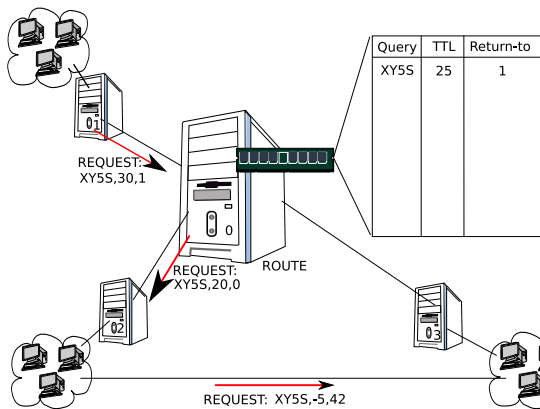 Query TTL Return-to
XY5S 25 1
1
REQUEST:
XY5S,30,1
0
REQUEST:
XY5S,20,0
ROUTE
2
3
REQUEST: XY5S,-5,42